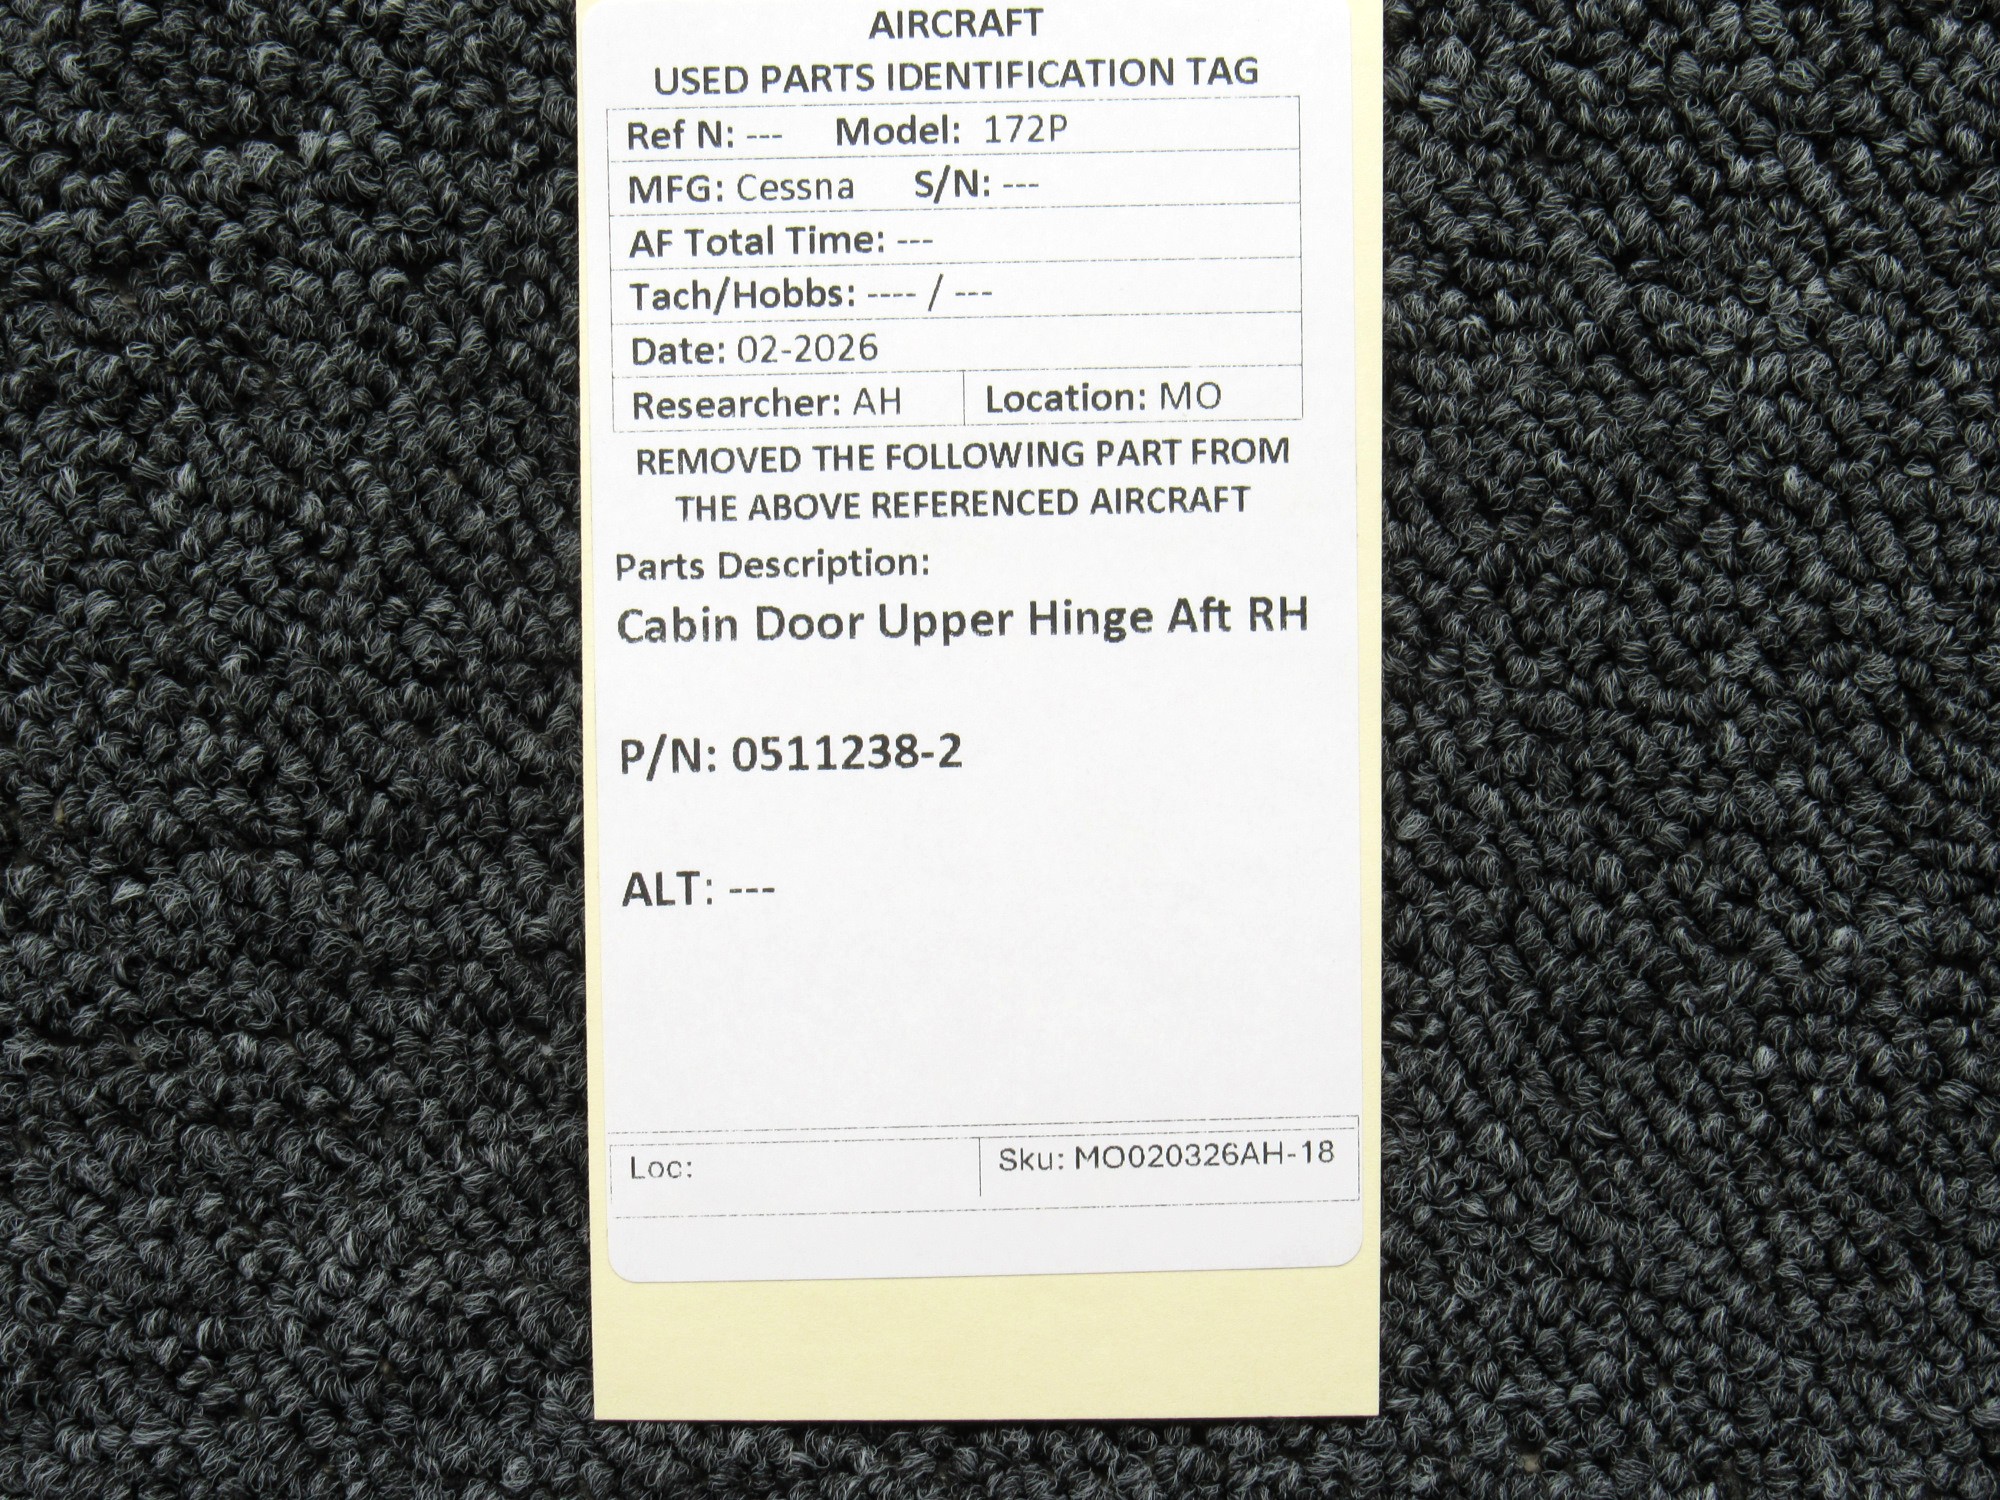 AIRCRAFT
USED PARTS IDENTIFICATION TAG
Ref N: --- Model: 172P
MFG: Cessna S/N: ---
AF Total Time: ---
Tach/Hobbs: ---- / ---
Date: 02-2026
Researcher: AH Location: MO
REMOVED THE FOLLOWING PART FROM
THE ABOVE REFERENCED AIRCRAFT
Parts Description:
Cabin Door Upper Hinge Aft RH
P/N: 0511238-2
ALT: ---
Loc: Sku: MO020326AH-18